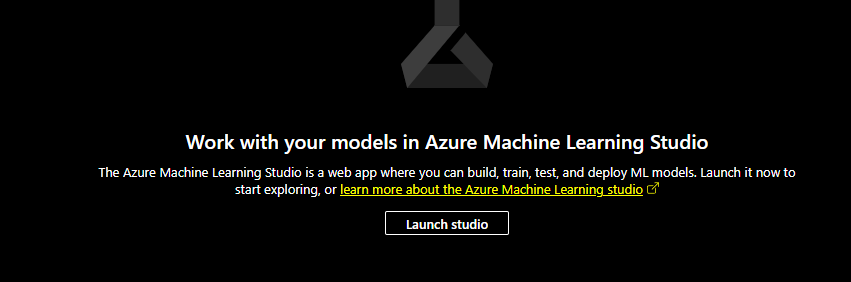 Work with your models in Azure Machine Learning Studio
The Azure Machine Learning Studio is a web app where you can build, train, test, and deploy ML models. Launch it now to
start exploring, or learn more about the Azure Machine Learning studio
Launch studio